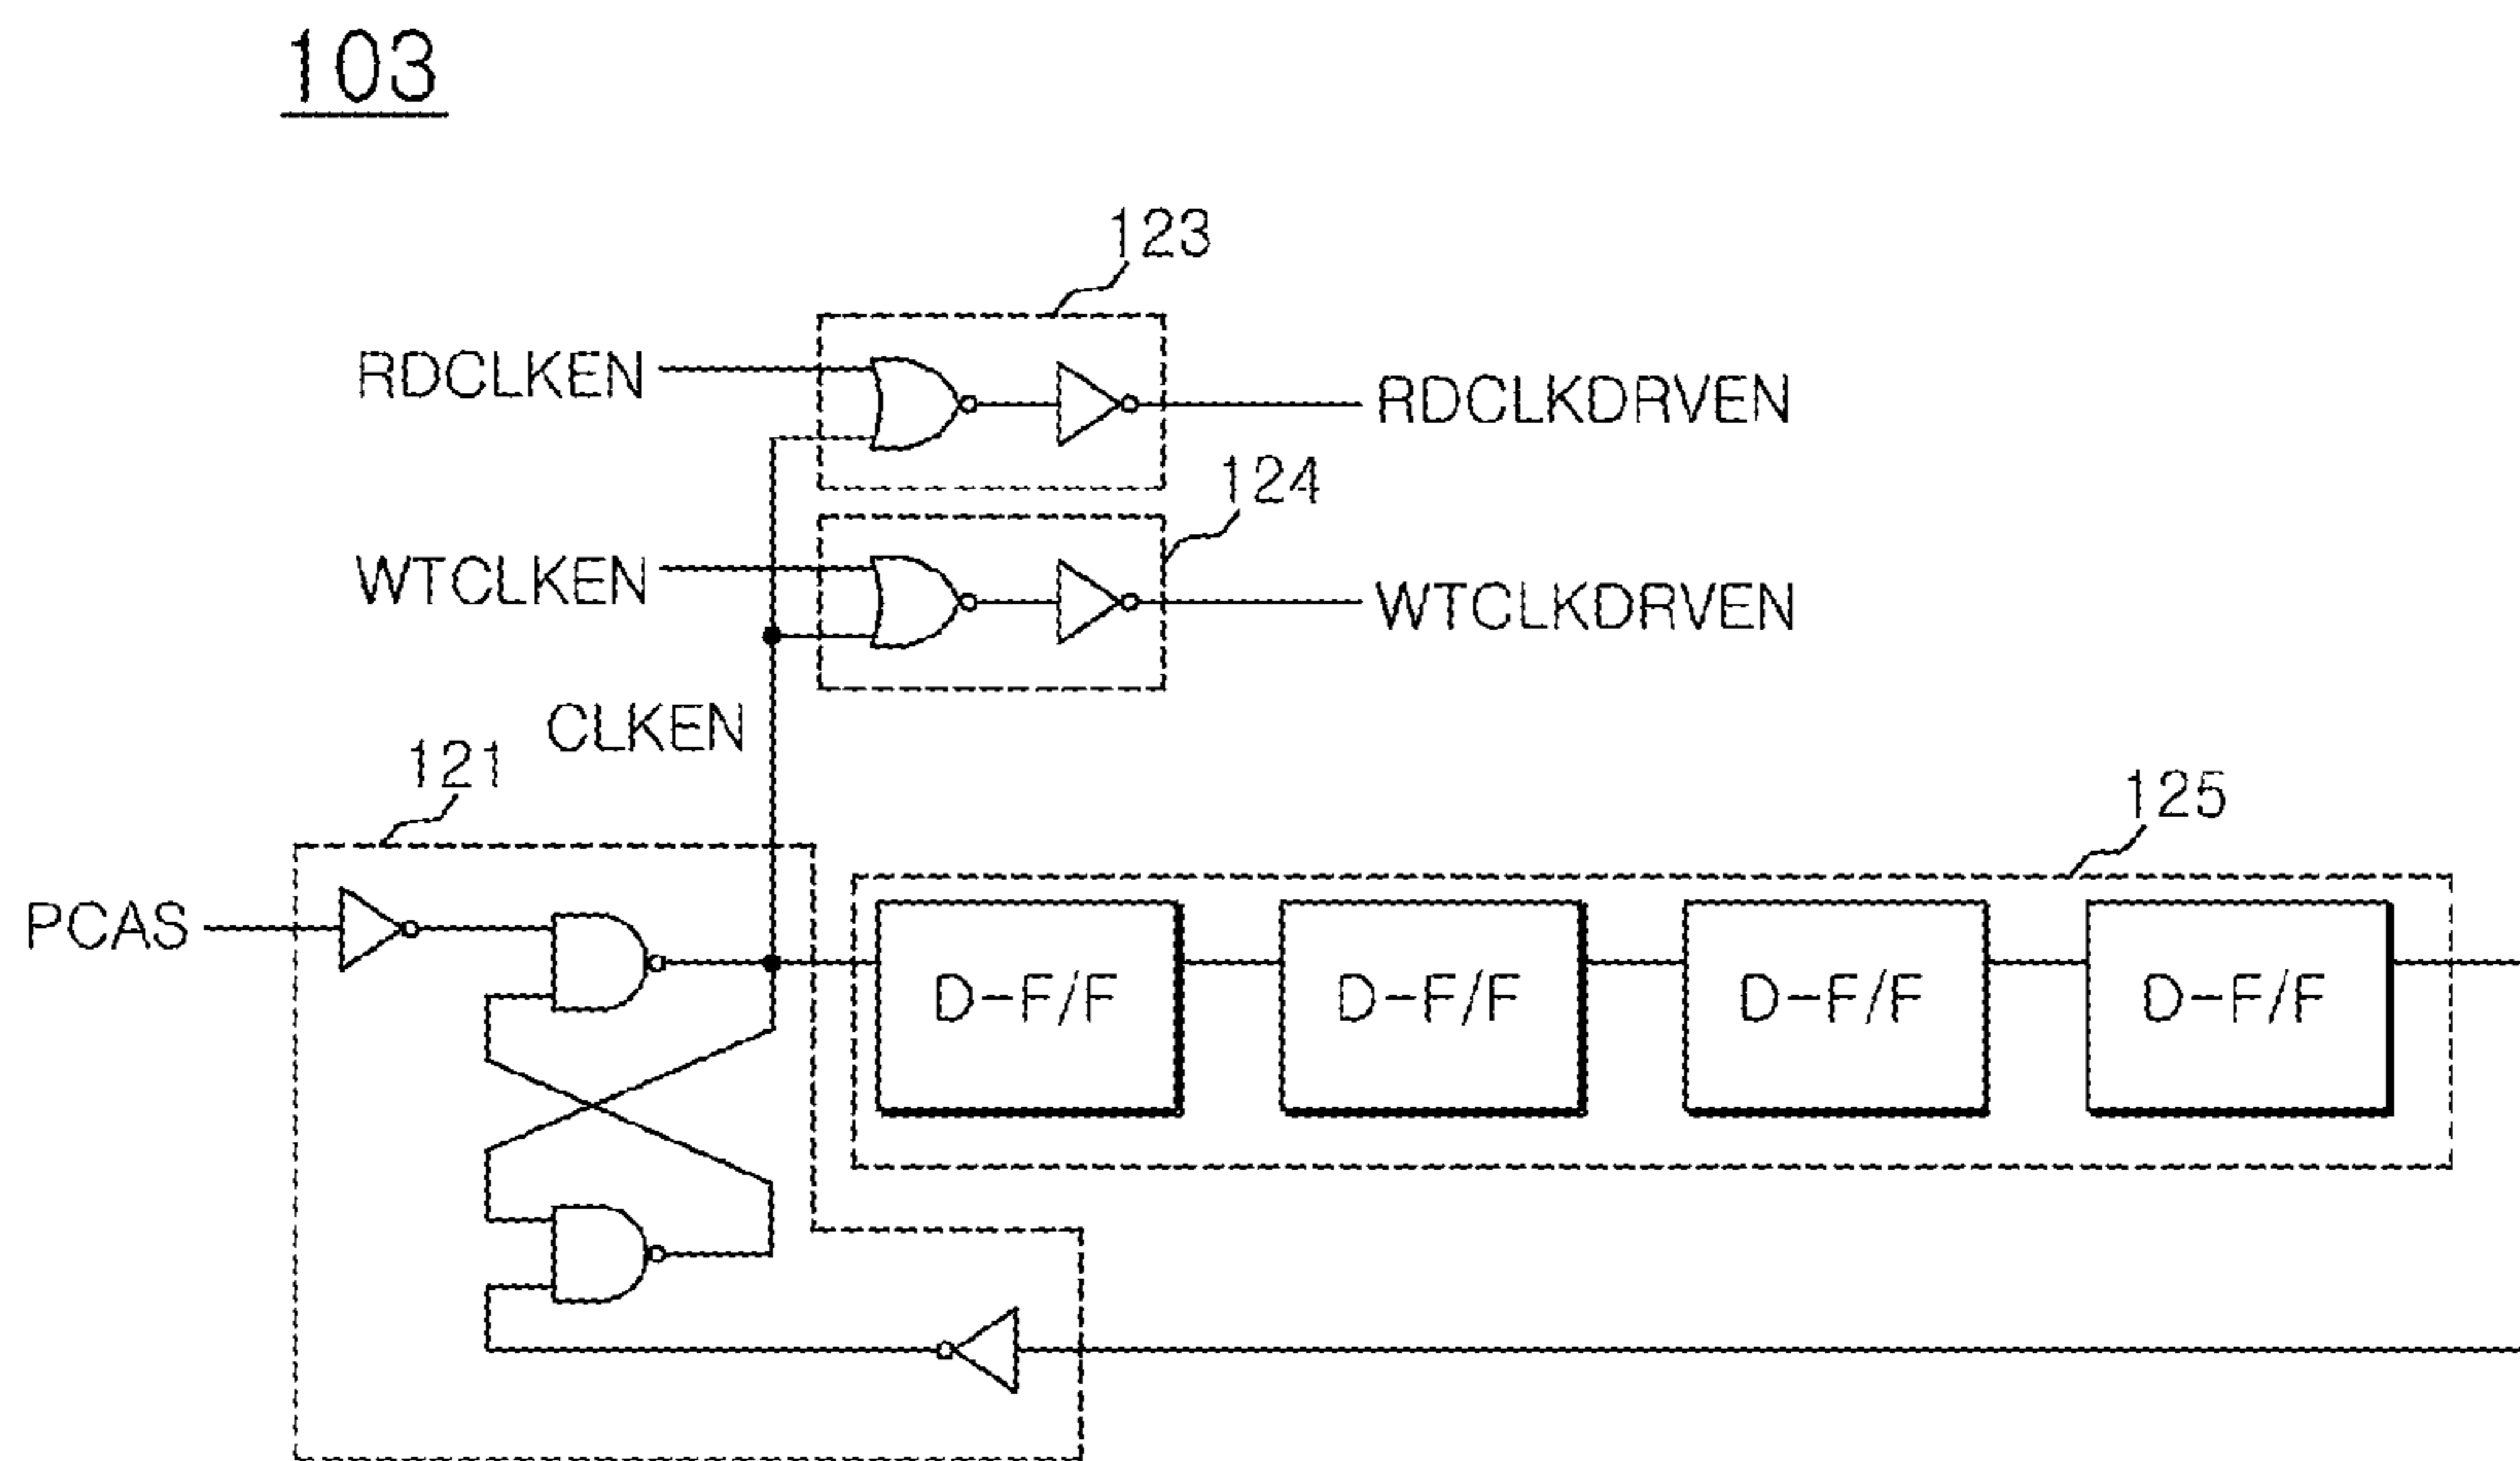 103
123
RDCLKEN
RDCLKDRVEN
124
WTCLKEN
WTCLKDRVEN
CLKEN
121
125
PCAS
D-F/F
D-F/F
D-F/F
D-F/F